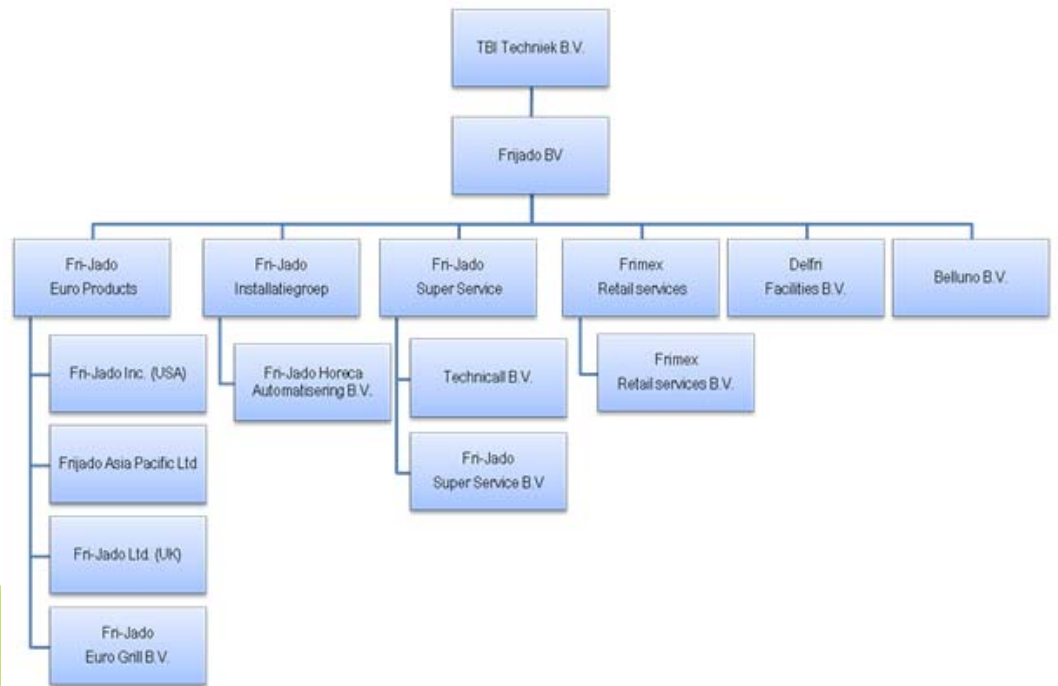 TBI Techniek B.V.
Frijado BV
Fri-Jado
Euro Products
Fri-Jado
Installatiegroep
Fri-Jado
Super Service
Frimex
Retail services
Delfri
Facilities B.V.
Belluno B.V.
Fri-Jado Inc. (USA)
Frijado Asia Pacific Ltd
Fri-Jado Ltd. (UK)
Fri-Jado
Euro Grill B.V.
Fri-Jado Horeca
Automatisering B.V.
Technicall B.V.
Fri-Jado
Super Service B.V
Frimex
Retail services B.V.